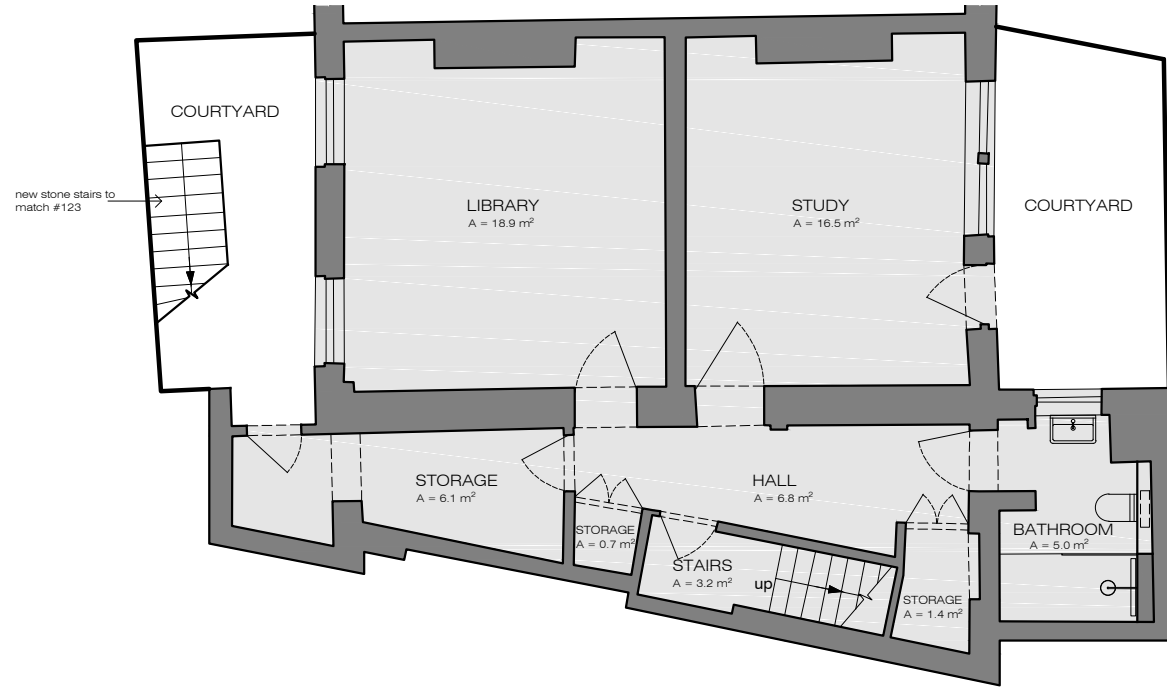 COURTYARD
new stone stairs to
match #123
LIBRARY
A = 18.9 m²
STUDY
A = 16.5 m²
COURTYARD
STORAGE
A = 6.1 m²
HALL
A = 6.8 m²
STORAGE
A = 0.7 m²
BATHROOM
A = 5.0 m²
STAIRS
A = 3.2 m²
up
STORAGE
A = 1.4 m²